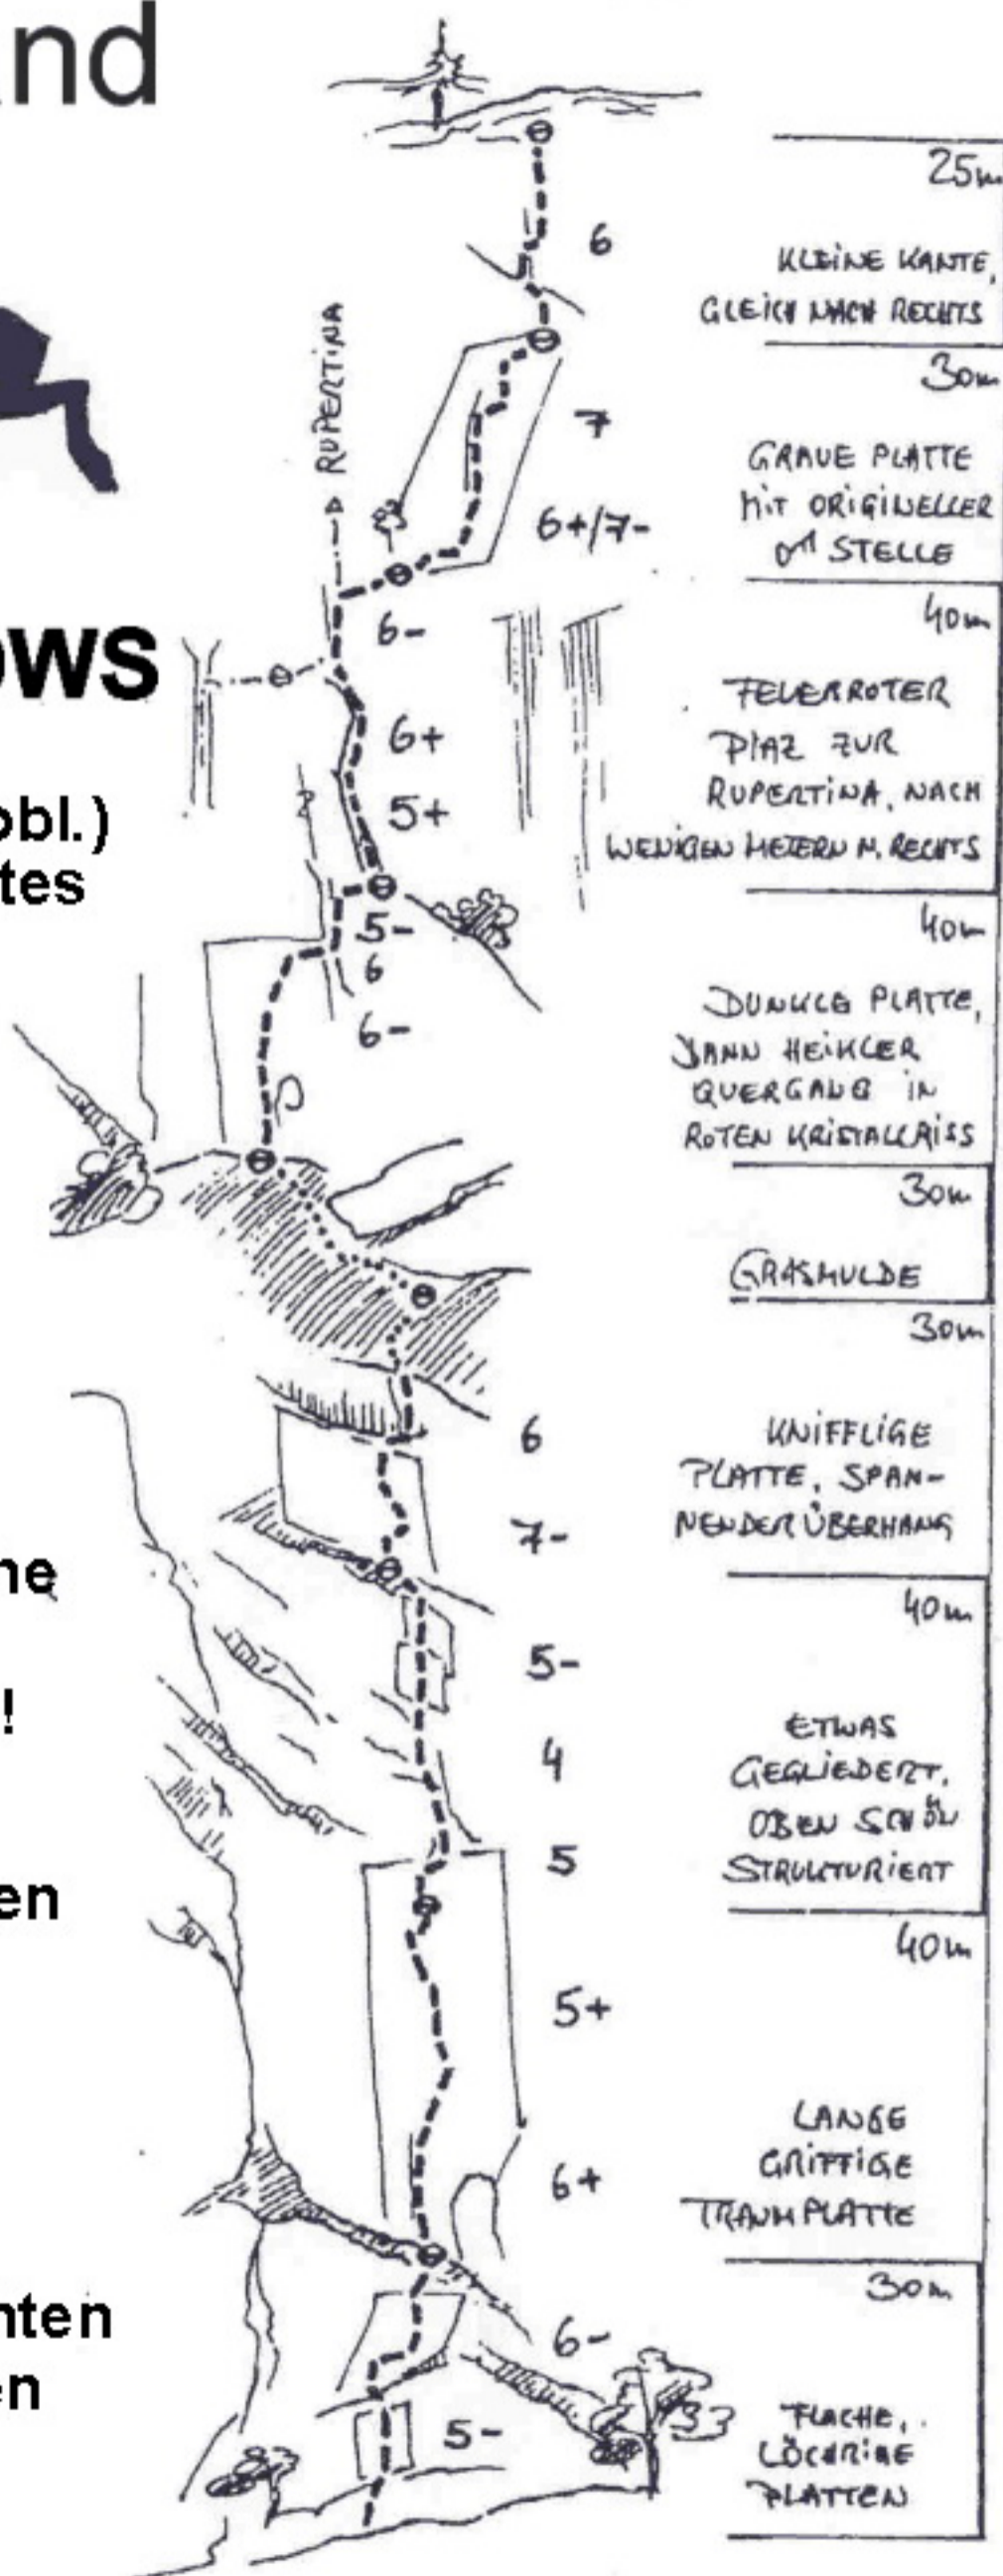 and
ows
obl.)
tes
ne
!
en
nten
en
RUPERTINA
6
7
6+/7-
6-
6+
5+
5-
6
6-
6
7-
5-
4
5
5+
6+
6-
5-
25m
KLEINE KANTE,
GLEICH NACH RECHTS
30m
GRAUE PLATTE
MIT ORIGINELLER
STELLE
40m
FEUERROTER
PIAZ ZUR
RUPERTINA, NACH
WENIGEN METERN N. RECHTS
40m
DUNKLE PLATTE,
DANN HEIKLER
QUERGANG IN
ROTEN KRISTALLRISS
30m
GRASMULDE
30m
KNIFFLIGE
PLATTE, SPAN-
NENDER ÜBERHANG
40m
ETWAS
GEGLIEDERT,
OBEN SCHÖN
STRUKTURIERT
40m
LANGE
GRIFFIGE
TRAUMPLATTE
30m
FLACHE,
LÖCHRIGE
PLATTEN